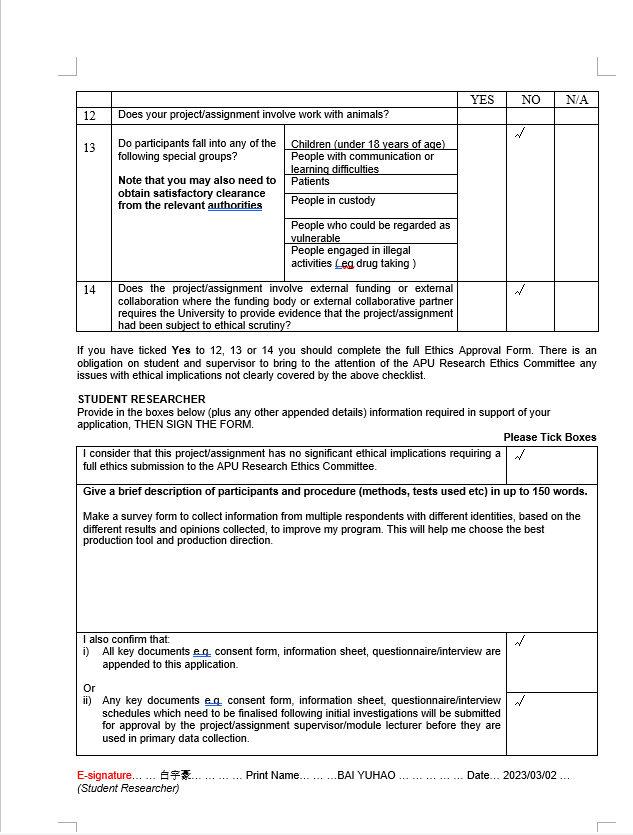 YES NO N/A
12 Does your project/assignment involve work with animals?
13 Do participants fall into any of the
following special groups?
Note that you may also need to
obtain satisfactory clearance
from the relevant authorities
Children (under 18 years of age)
People with communication or
learning difficulties
Patients
People in custody
People who could be regarded as
vulnerable
People engaged in illegal
activities ( eg drug taking )
✓
14 Does the project/assignment involve external funding or external
collaboration where the funding body or external collaborative partner
requires the University to provide evidence that the project/assignment
had been subject to ethical scrutiny?
✓
If you have ticked Yes to 12, 13 or 14 you should complete the full Ethics Approval Form. There is an
obligation on student and supervisor to bring to the attention of the APU Research Ethics Committee any
issues with ethical implications not clearly covered by the above checklist.
STUDENT RESEARCHER
Provide in the boxes below (plus any other appended details) information required in support of your
application, THEN SIGN THE FORM.
Please Tick Boxes
I consider that this project/assignment has no significant ethical implications requiring a
full ethics submission to the APU Research Ethics Committee.
✓
Give a brief description of participants and procedure (methods, tests used etc) in up to 150 words.
Make a survey form to collect information from multiple respondents with different identities, based on the
different results and opinions collected, to improve my program. This will help me choose the best
production tool and production direction.
I also confirm that:
i) All key documents e.g. consent form, information sheet, questionnaire/interview are
appended to this application.
✓
Or
ii) Any key documents e.g. consent form, information sheet, questionnaire/interview
schedules which need to be finalised following initial investigations will be submitted
for approval by the project/assignment supervisor/module lecturer before they are
used in primary data collection.
✓
E-signature… … 白宇豪… … … … Print Name… … …BAI YUHAO … … … … … Date… 2023/03/02 …
(Student Researcher)